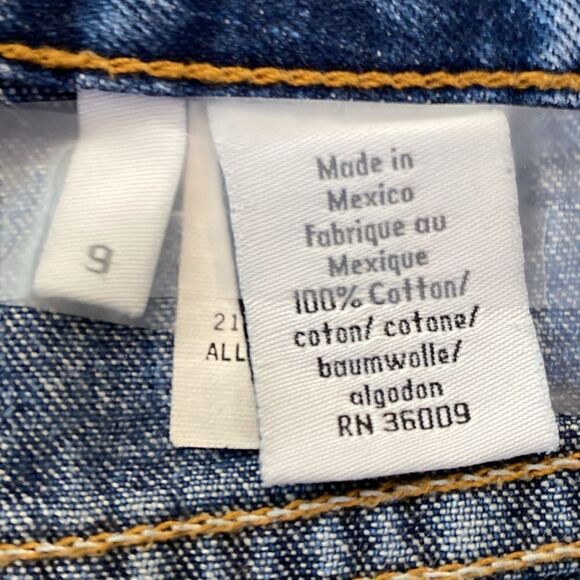 9
21
ALL
Made in
Mexico
Fabrique au
Mexique
100% Cotton/
coton/ cotone/
baumwolle/
algodon
RN 36009